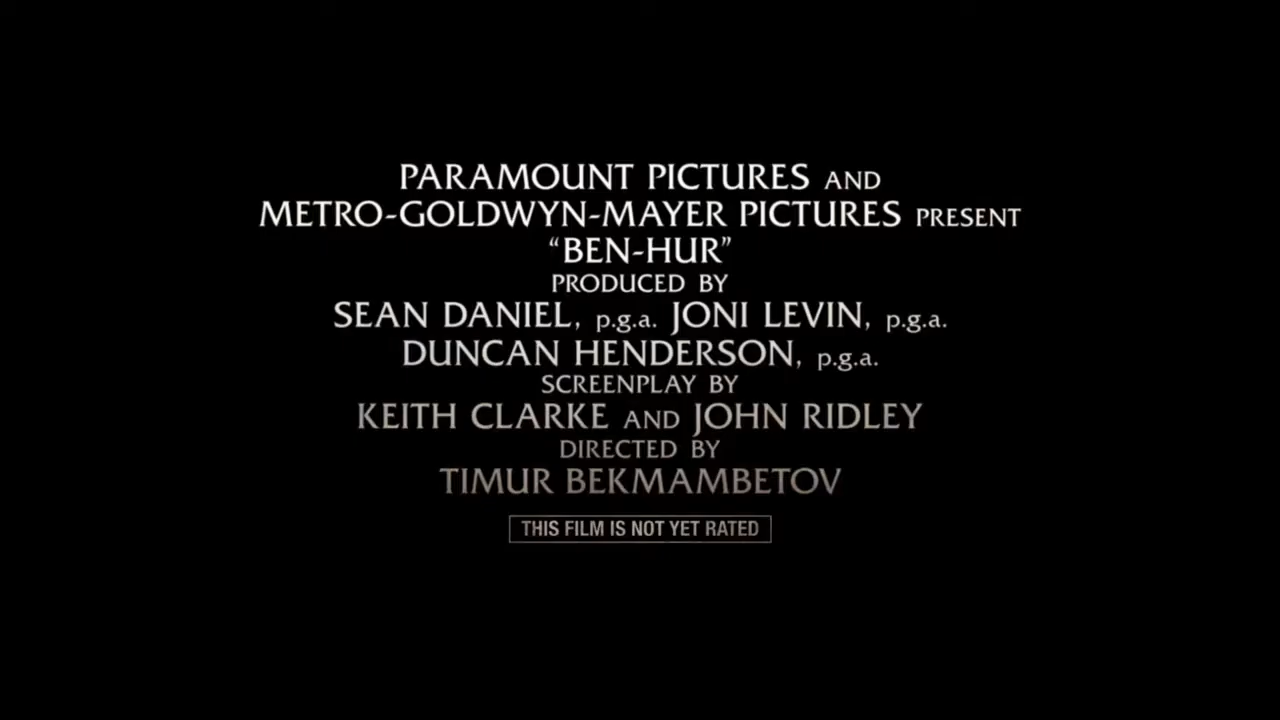 PARAMOUNT PICTURES AND
METRO-GOLDWYN-MAYER PICTURES PRESENT
“BEN-HUR”
PRODUCED BY
SEAN DANIEL, p.g.a. JONI LEVIN, p.g.a.
DUNCAN HENDERSON, p.g.a.
SCREENPLAY BY
KEITH CLARKE AND JOHN RIDLEY
DIRECTED BY
TIMUR BEKMAMBETOV
THIS FILM IS NOT YET RATED